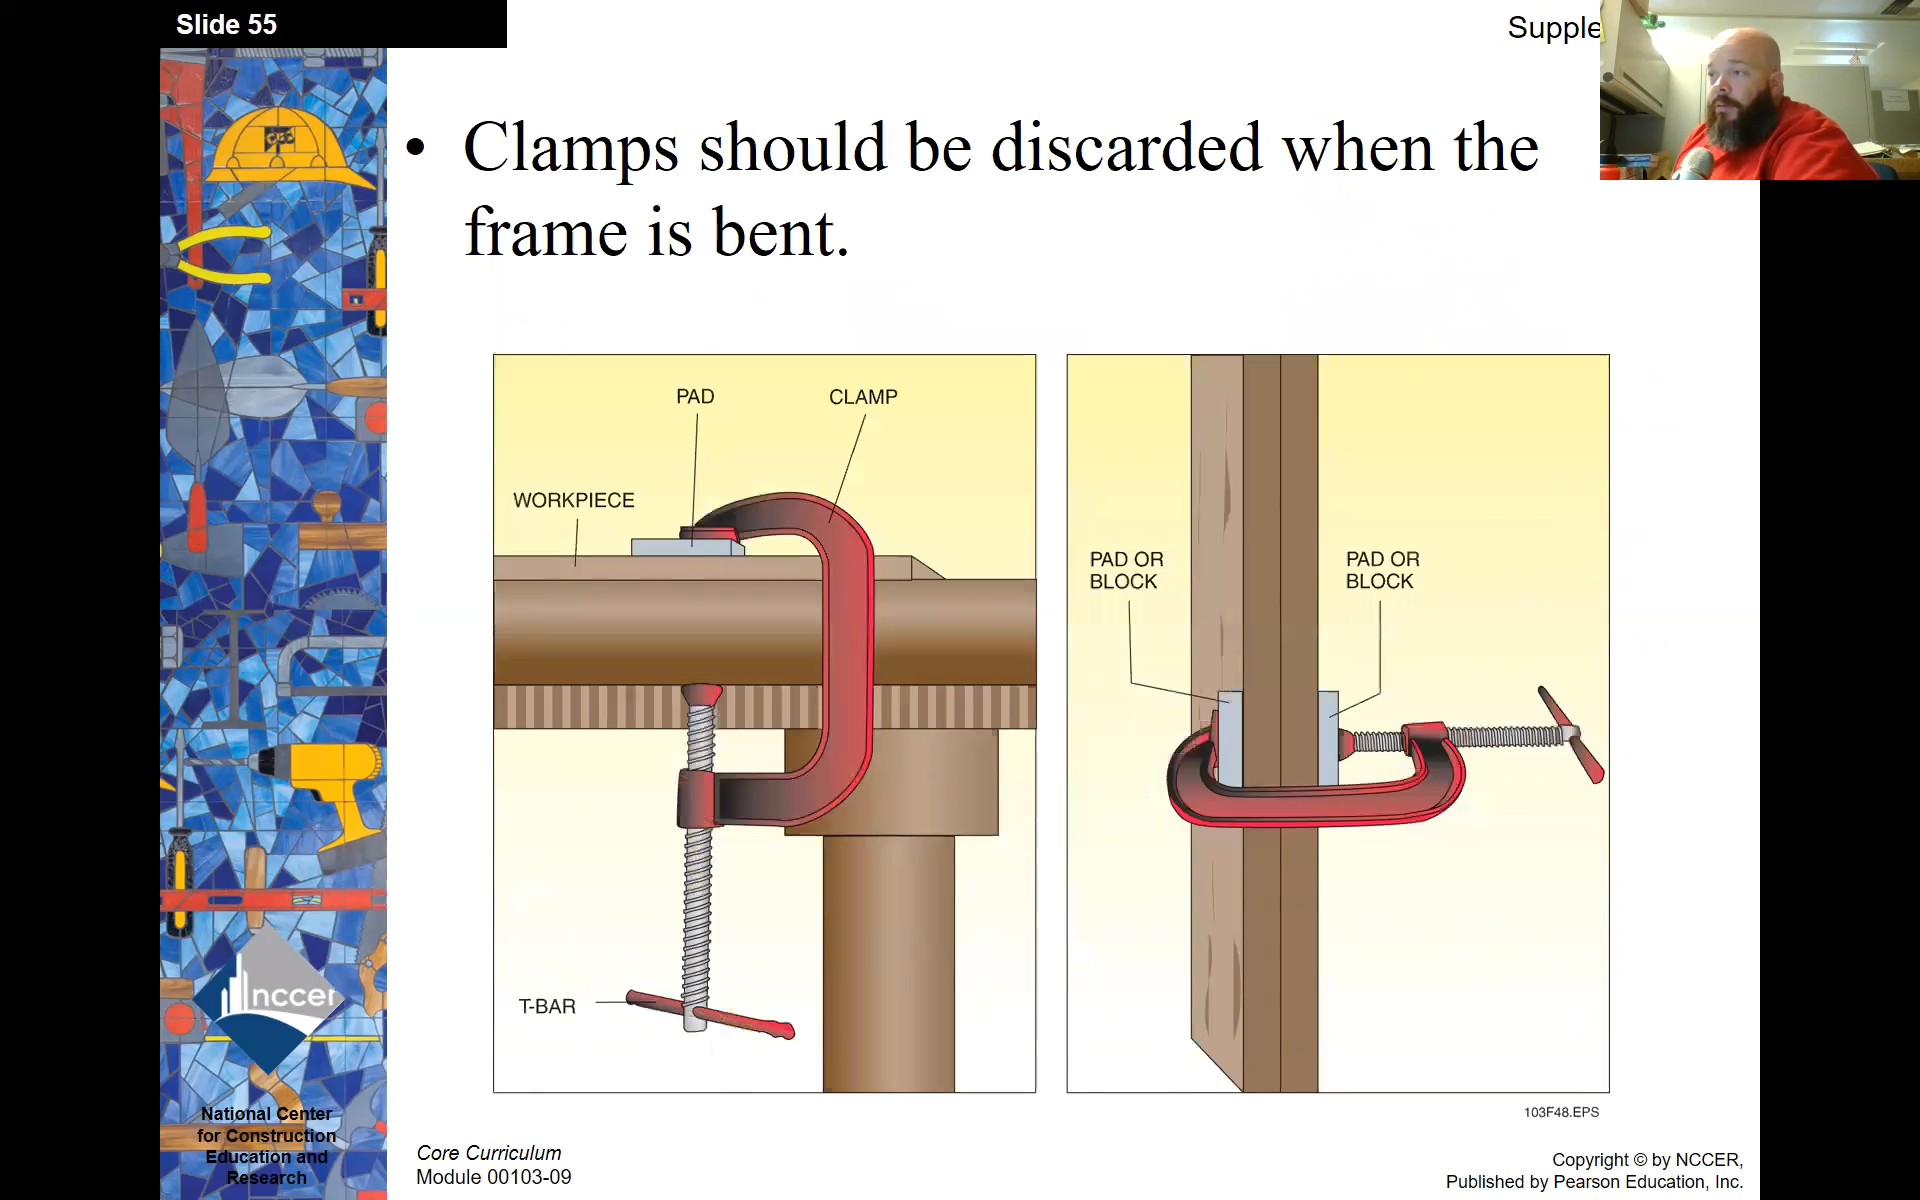 Slide 55
Supple
• Clamps should be discarded when the
frame is bent.
PAD
CLAMP
WORKPIECE
T-BAR
PAD OR
BLOCK
PAD OR
BLOCK
103F48.EPS
nccer
National Center
for Construction
Education and
Research
Core Curriculum
Module 00103-09
Copyright © by NCCER,
Published by Pearson Education, Inc.